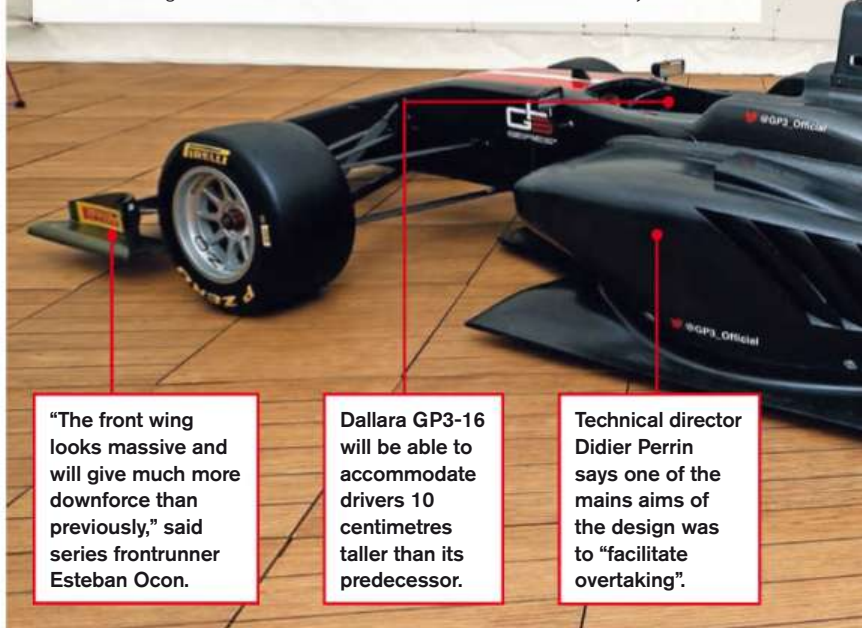 @GP3_Official
GP3
SERIES
PIRELLI
P ZERO
@GP3_Official
"The front wing
looks massive and
will give much more
downforce than
previously," said
series frontrunner
Esteban Ocon.
Dallara GP3-16
will be able to
accommodate
drivers 10
centimetres
taller than its
predecessor.
Technical director
Didier Perrin
says one of the
mains aims of
the design was
to "facilitate
overtaking".